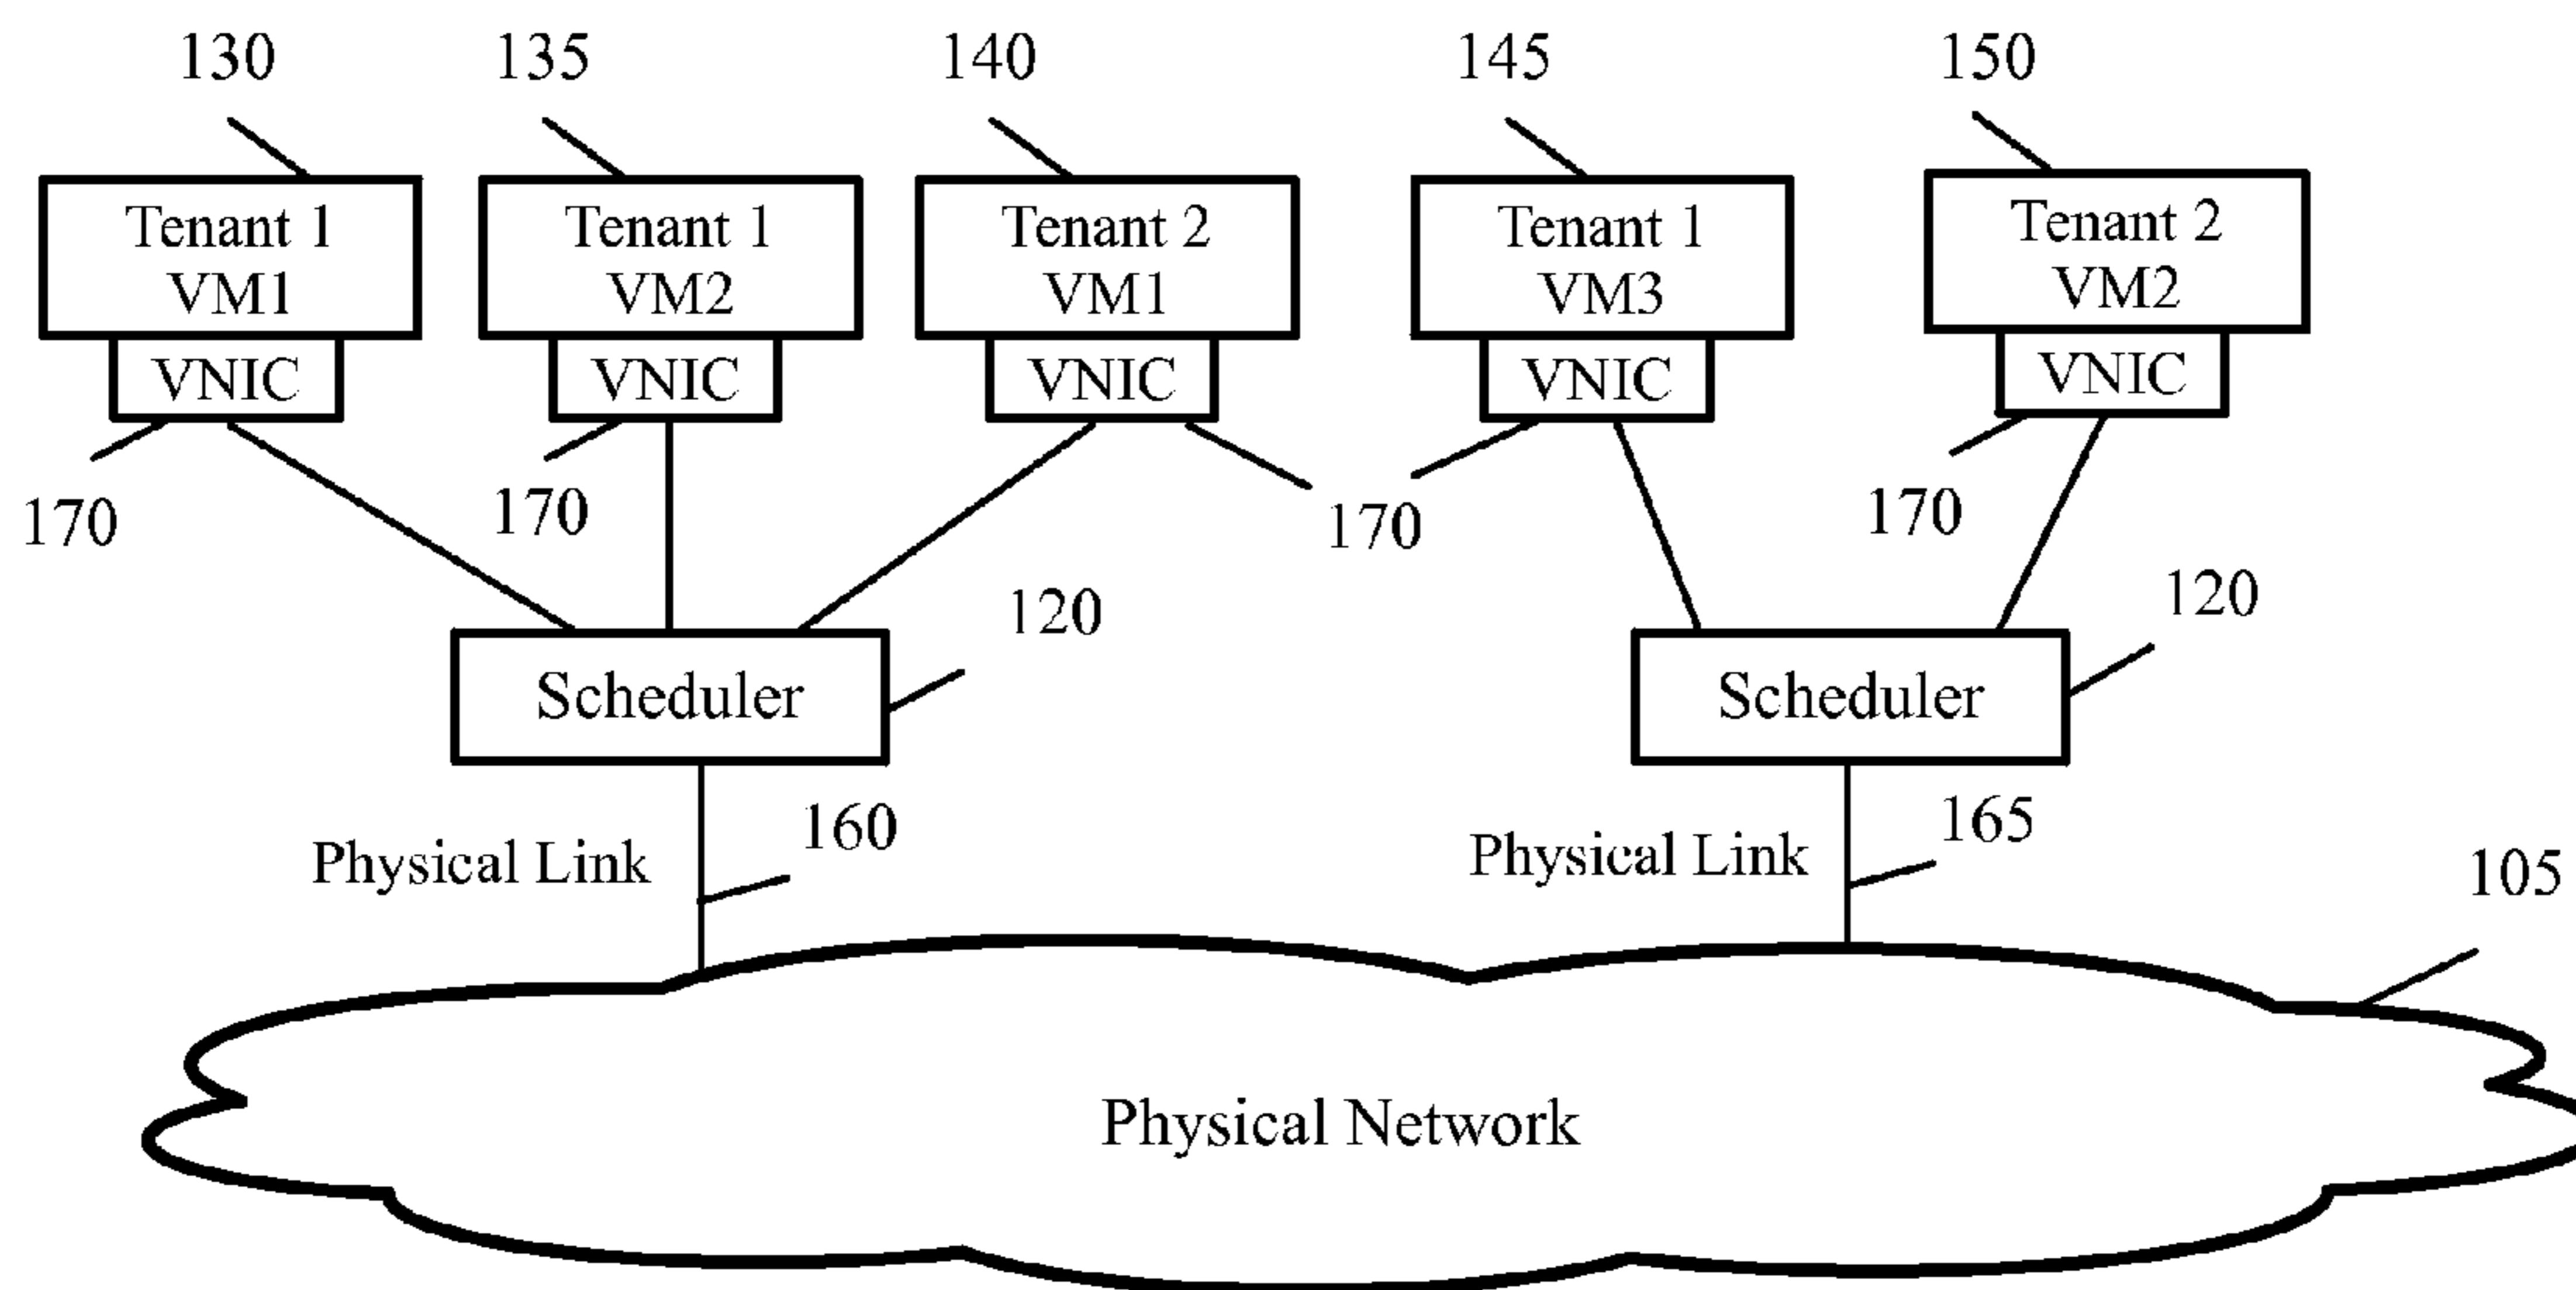 130
135
140
145
150
Tenant 1
VM1
Tenant 1
VM2
Tenant 2
VM1
Tenant 1
VM3
Tenant 2
VM2
VNIC
VNIC
VNIC
VNIC
VNIC
170
170
170
170
120
120
Scheduler
Scheduler
160
165
Physical Link
Physical Link
105
Physical Network